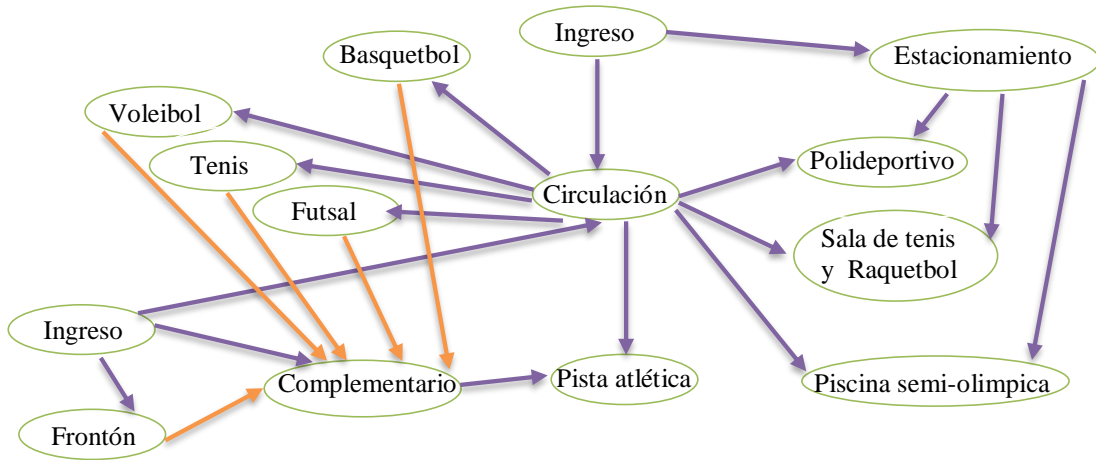 Ingreso
Basquetbol
Estacionamiento
Voleibol
Tenis
Polideportivo
Circulación
Futsal
Sala de tenis
y Raquetbol
Ingreso
Complementario
Pista atlética
Piscina semi-olimpica
Frontón